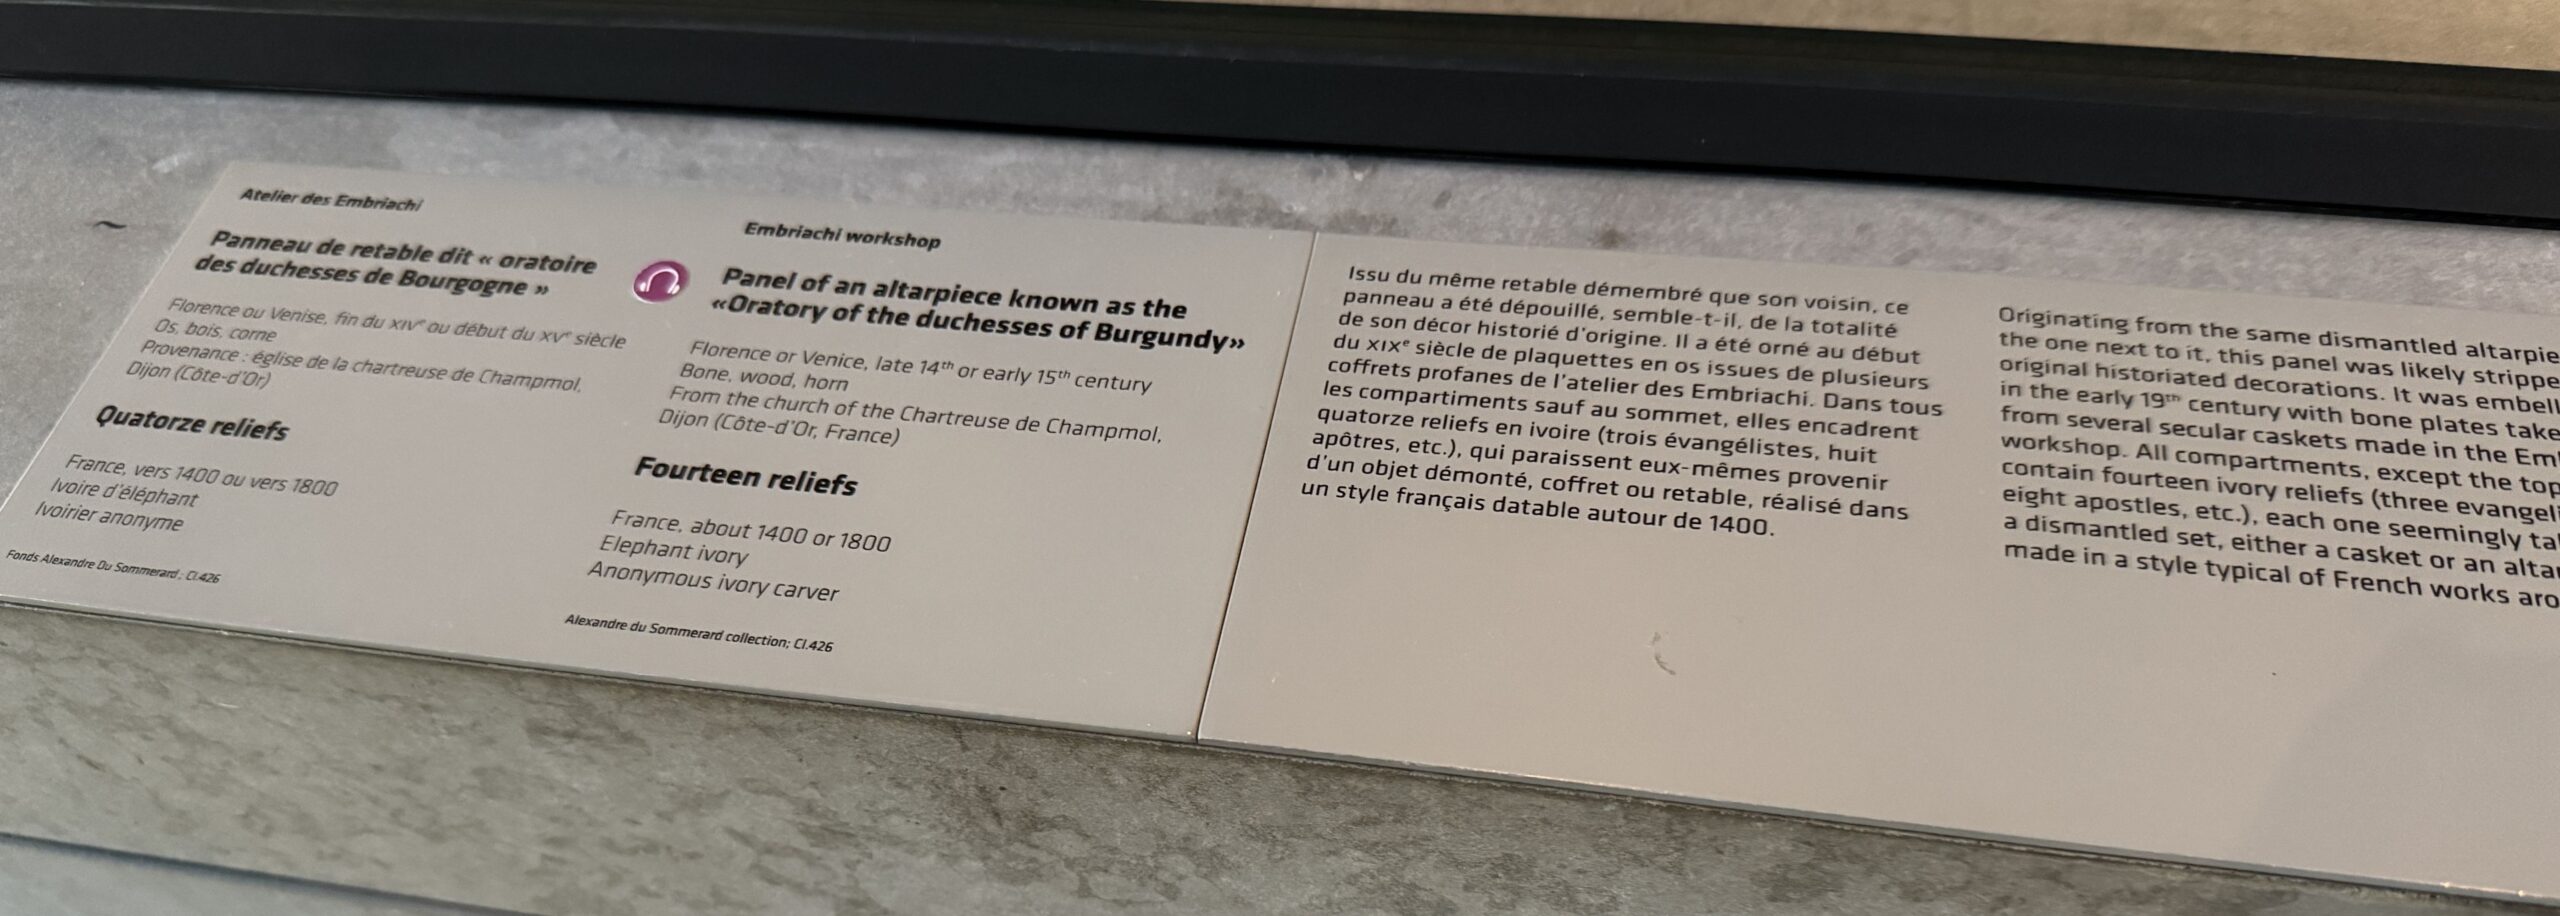 Atelier des Embriachi
Panneau de retable dit « oratoire
des duchesses de Bourgogne »
Florence ou Venise, fin du XIVe ou début du XVe siècle
Os, bois, corne
Provenance : église de la chartreuse de Champmol,
Dijon (Côte-d'Or)
Quatorze reliefs
France, vers 1400 ou vers 1800
Ivoire d'éléphant
Ivoirier anonyme
Fonds Alexandre Du Sommerard ; Cl.426
Embriachi workshop
Panel of an altarpiece known as the
«Oratory of the duchesses of Burgundy»
Florence or Venice, late 14th or early 15th century
Bone, wood, horn
From the church of the Chartreuse de Champmol,
Dijon (Côte-d'Or, France)
Fourteen reliefs
France, about 1400 or 1800
Elephant ivory
Anonymous ivory carver
Alexandre du Sommerard collection; Cl.426
Issu du même retable démembré que son voisin, ce
panneau a été dépouillé, semble-t-il, de la totalité
de son décor historié d'origine. Il a été orné au début
du XIXe siècle de plaquettes en os issues de plusieurs
coffrets profanes de l'atelier des Embriachi. Dans tous
les compartiments sauf au sommet, elles encadrent
quatorze reliefs en ivoire (trois évangélistes, huit
apôtres, etc.), qui paraissent eux-mêmes provenir
d'un objet démonté, coffret ou retable, réalisé dans
un style français datable autour de 1400.
Originating from the same dismantled
the one next to it, this panel was likely
original historiated decorations. It was
in the early 19th century with bone plates
from several secular caskets made in the
workshop. All compartments, except the
contain fourteen ivory reliefs (three
eight apostles, etc.), each one seemingly
a dismantled set, either a casket or an
made in a style typical of French works